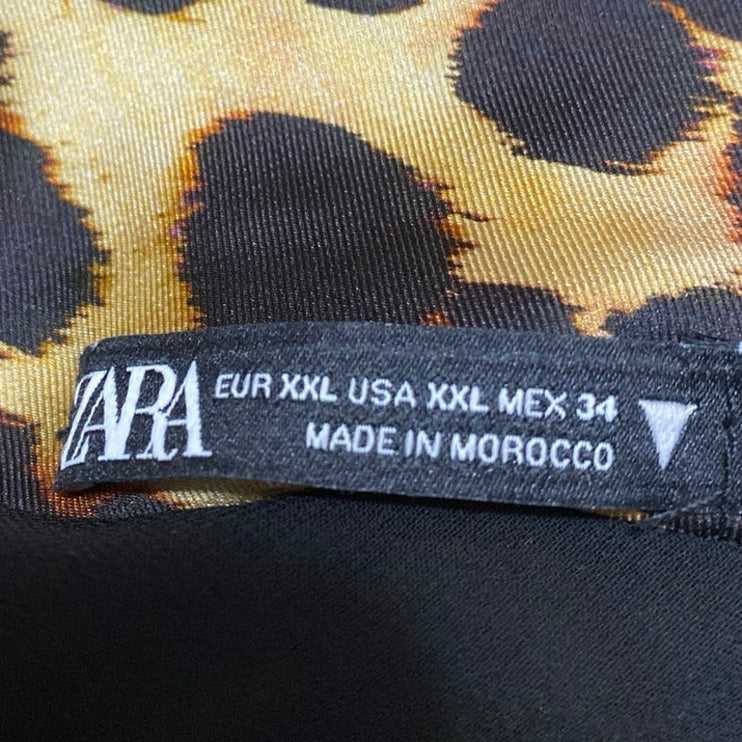 ZARA
EUR XXL USA XXL MEX 34
MADE IN MOROCCO